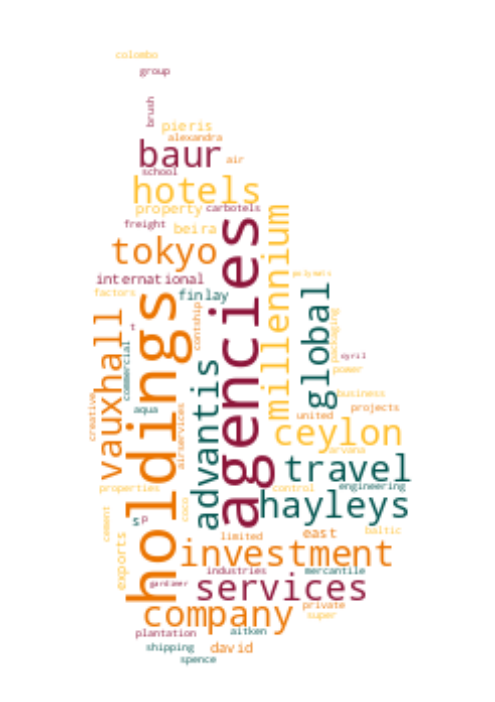 colombo
group
brush
pieris
alexandra
baur
air
school
hotels
property
carbotels
freight
beira
tokyo
agencies
millennium
international
polymers
factors
finlay
holdings
global
contship
packaging
t
vauxhall
commercial
advantis
cyril
power
creative
aqua
airservices
business
projects
united
ceylon
arvana
travel
properties
control
engineering
hayleys
coco
cement
s
p
exports
limited
east
baltic
investment
industries
mercantile
gardiner
services
company
private
super
plantation
aitken
shipping
david
spence